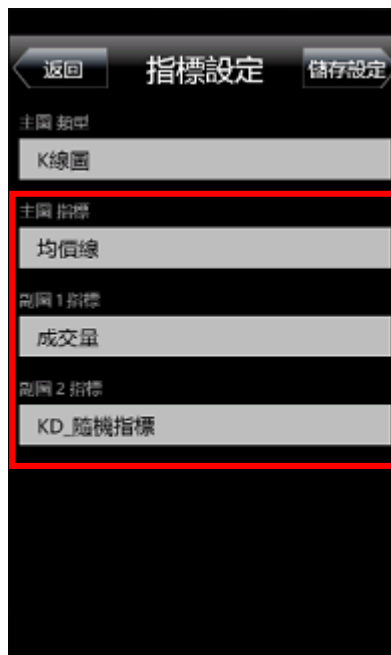 返回
指標設定
儲存設定
主圖 類型
K線圖
主圖 指標
均價線
副圖 1 指標
成交量
副圖 2 指標
KD_隨機指標